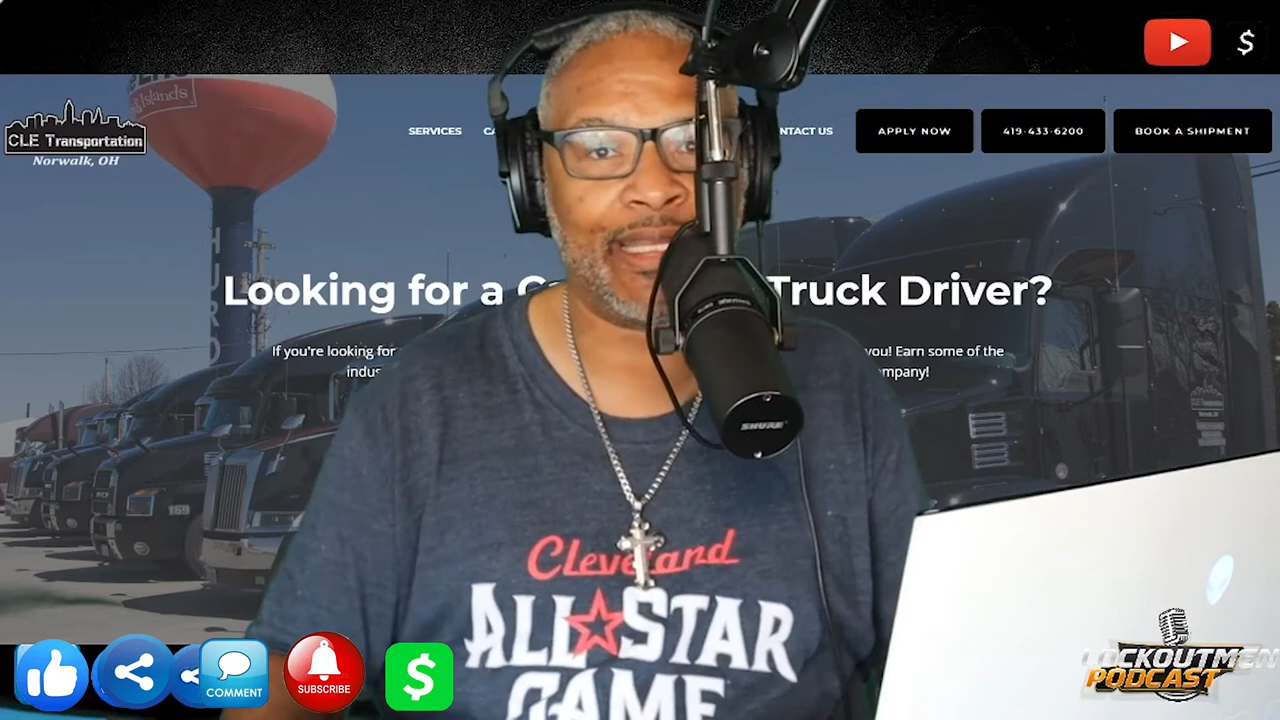 & Islands
CLE Transportation
Norwalk, OH
SERVICES
CONTACT US
APPLY NOW
419-433-6200
BOOK A SHIPMENT
HURO
Looking for a C
Truck Driver?
If you're looking for
you! Earn some of the
indus
mpany!
169
SHURE
Cleveland
ALL STAR
GAME
COMMENT
SUBSCRIBE
$
$
LOCKOUTMEN
PODCAST